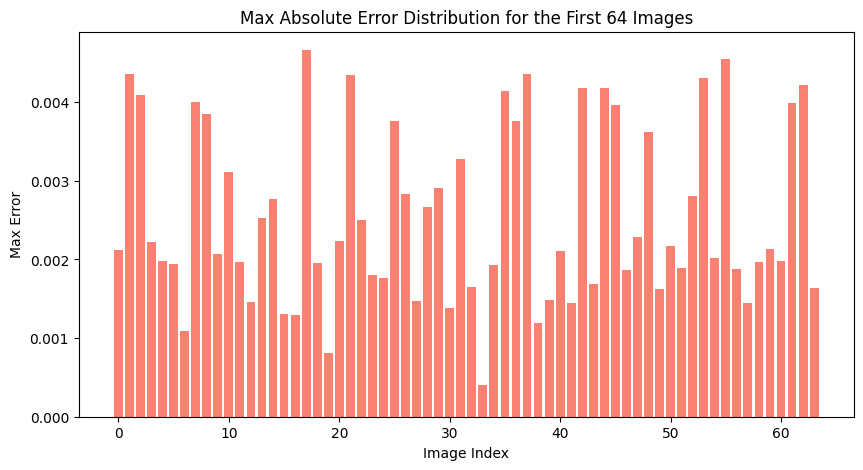 Max Absolute Error Distribution for the First 64 Images
Max Error
0.004
0.003
0.002
0.001
0.000
0 10 20 30 40 50 60
Image Index